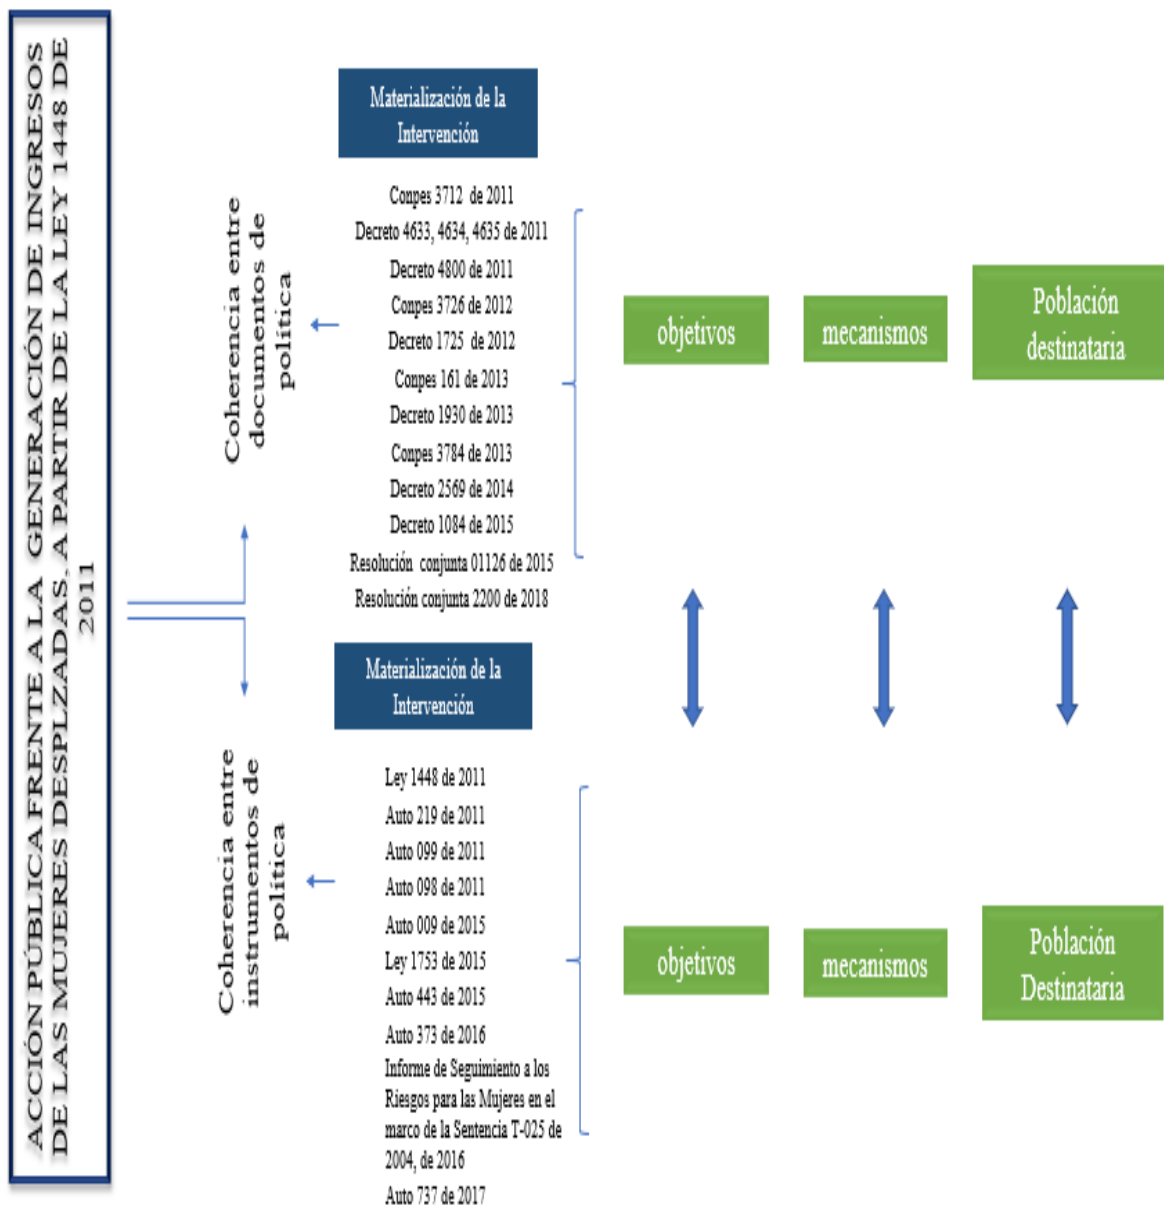 ACCIÓN PÚBLICA FRENTE A LA GENERACIÓN DE INGRESOS
DE LAS MUJERES DESPLZADAS, A PARTIR DE LA LEY 1448 DE
2011
Coherencia entre
documentos de
política
Materialización de la
Intervención
Conpes 3712 de 2011
Decreto 4633, 4634, 4635 de 2011
Decreto 4800 de 2011
Conpes 3726 de 2012
Decreto 1725 de 2012
Conpes 161 de 2013
Decreto 1930 de 2013
Conpes 3784 de 2013
Decreto 2569 de 2014
Decreto 1084 de 2015
Resolución conjunta 01126 de 2015
Resolución conjunta 2200 de 2018
objetivos
mecanismos
Población
destinataria
Coherencia entre
instrumentos de
política
Materialización de la
Intervención
Ley 1448 de 2011
Auto 219 de 2011
Auto 099 de 2011
Auto 098 de 2011
Auto 009 de 2015
Ley 1753 de 2015
Auto 443 de 2015
Auto 373 de 2016
Informe de Seguimiento a los
Riesgos para las Mujeres en el
marco de la Sentencia T-025 de
2004, de 2016
Auto 737 de 2017
objetivos
mecanismos
Población
Destinataria